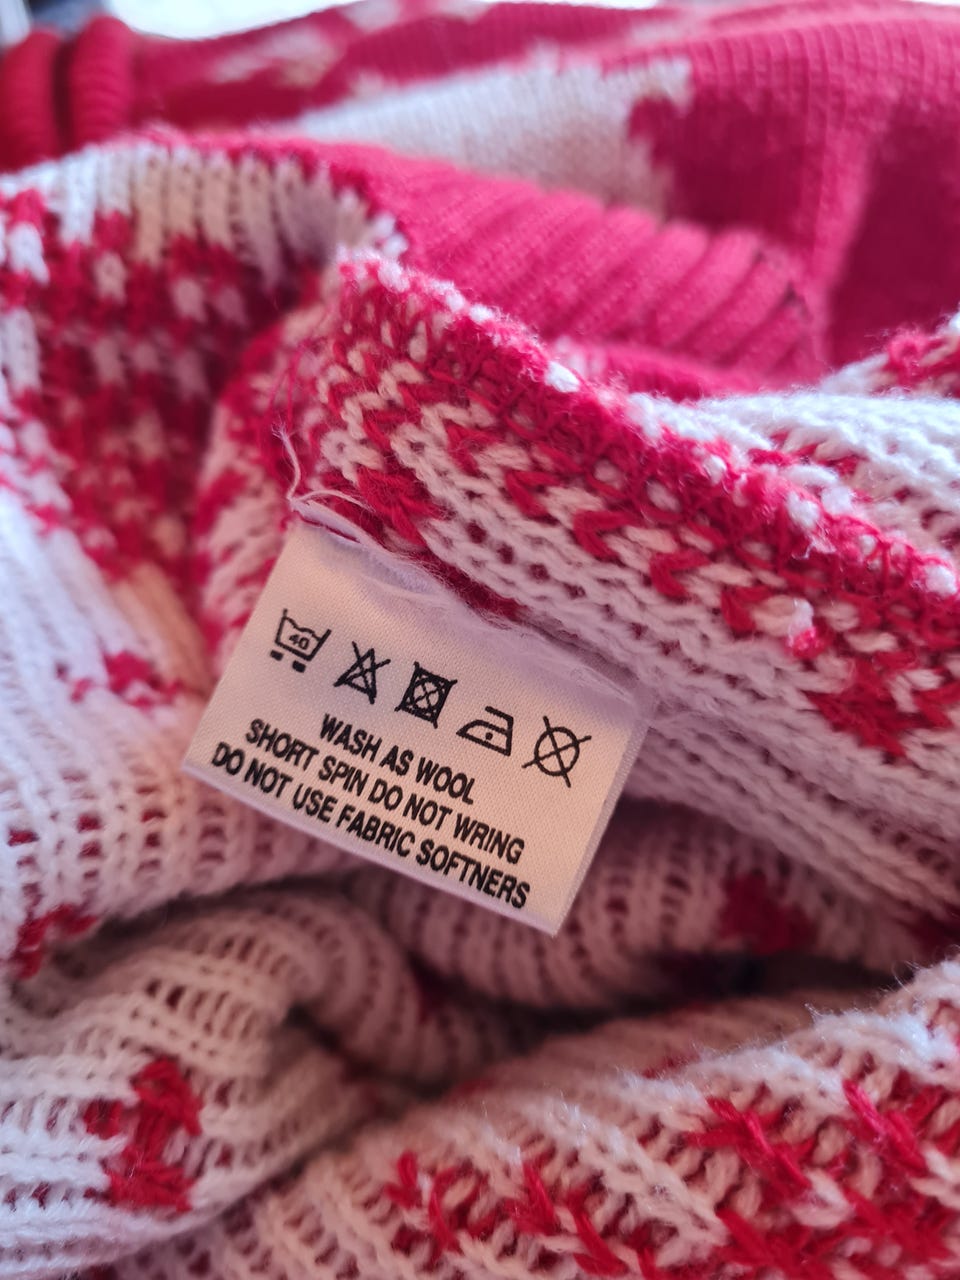 40
WASH AS WOOL
SHORT SPIN DO NOT WRING
DO NOT USE FABRIC SOFTNERS